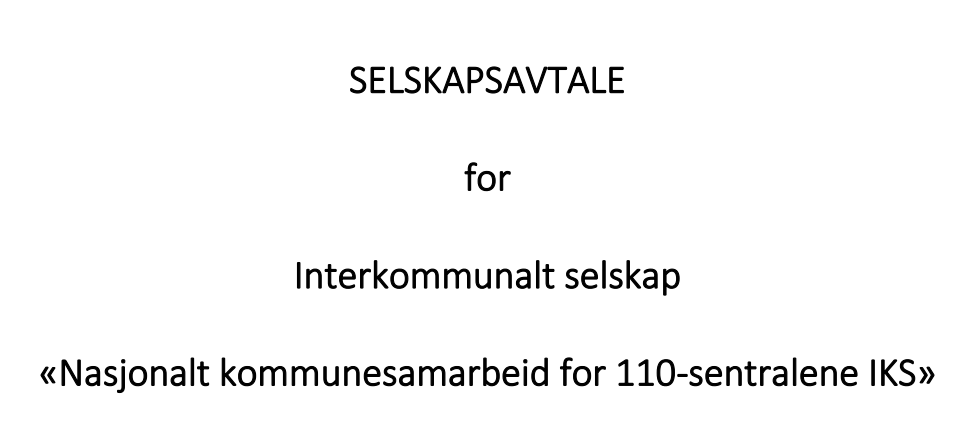 SELSKAPSAVTALE
for
Interkommunalt selskap
«Nasjonalt kommunesamarbeid for 110-sentralene IKS»